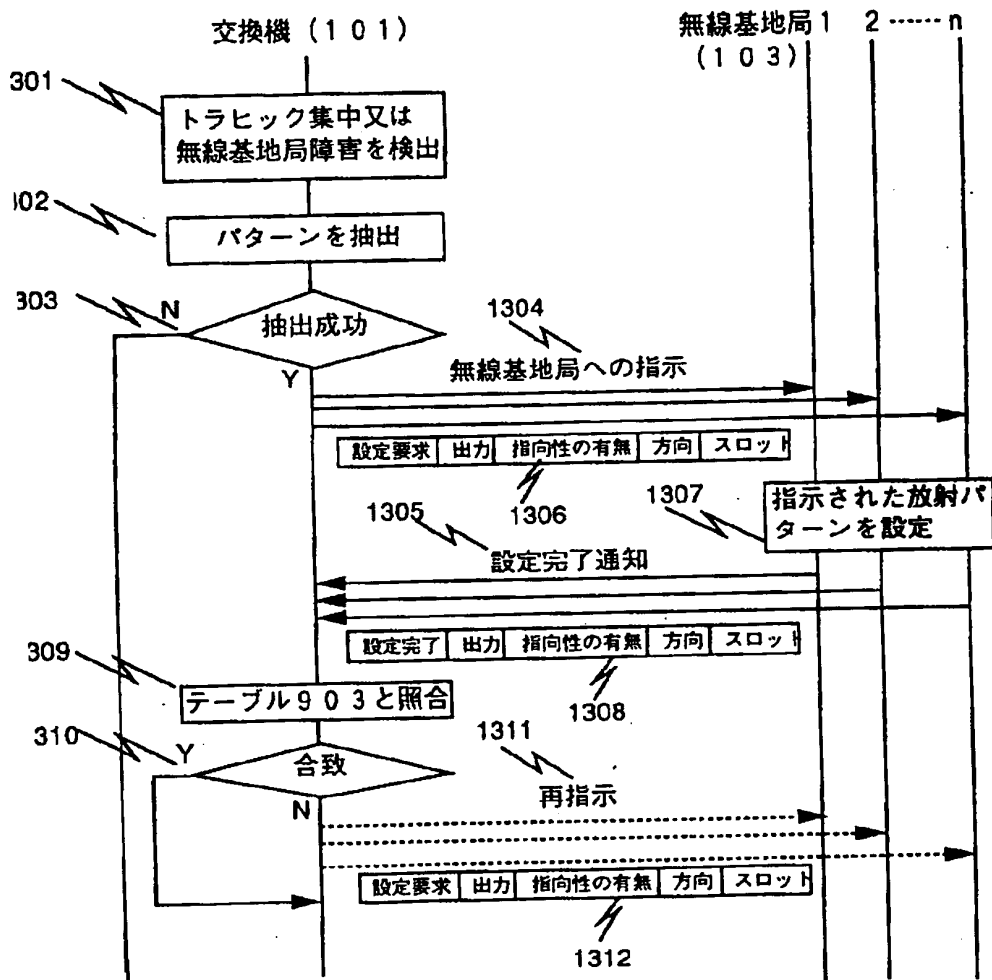 交換機（１０１）
無線基地局1 2 ------ n
（１０３）
301
トラヒック集中又は
無線基地局障害を検出
302
パターンを抽出
303
N
抽出成功
Y
1304
無線基地局への指示
設定要求 出力 指向性の有無 方向 スロット
1306
1307
指示された放射パ
ターンを設定
1305
設定完了通知
設定完了 出力 指向性の有無 方向 スロット
1308
309
テーブル９０３と照合
310
Y
合致
N
1311
再指示
設定要求 出力 指向性の有無 方向 スロット
1312